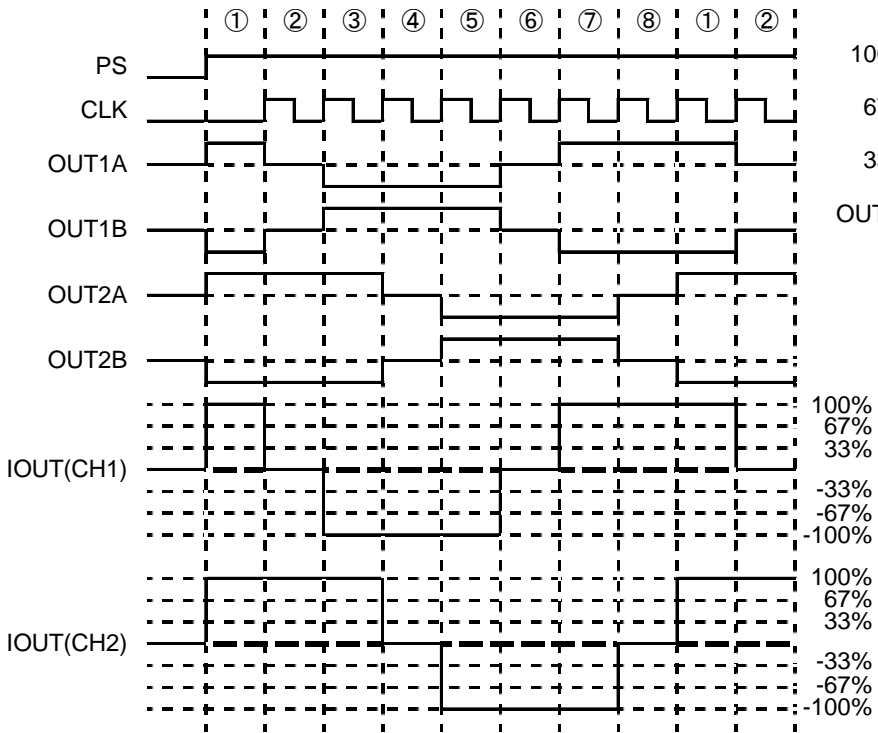 ① ② ③ ④ ⑤ ⑥ ⑦ ⑧ ① ②
PS
CLK
OUT1A
OUT1B
OUT2A
OUT2B
IOUT(CH1)
100%
67%
33%
-33%
-67%
-100%
IOUT(CH2)
100%
67%
33%
-33%
-67%
-100%
OUT